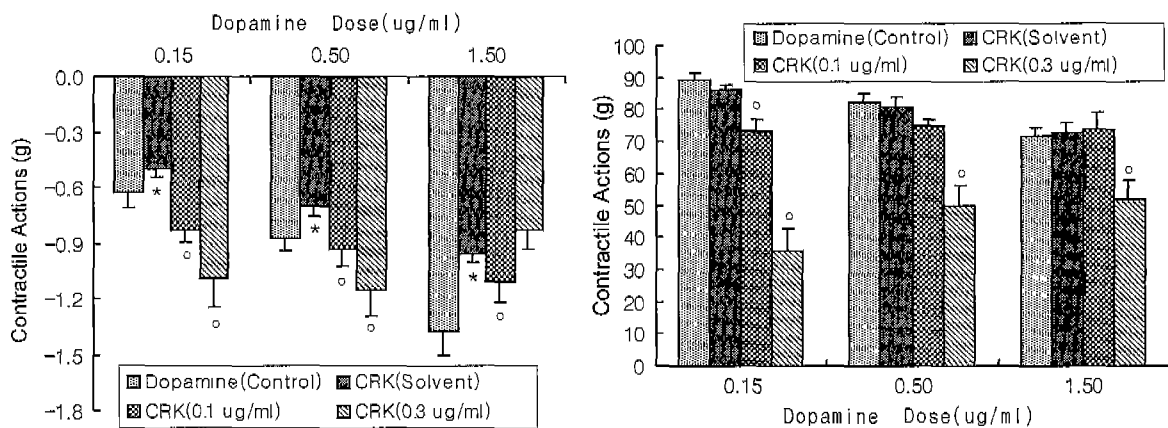 Dopamine Dose(ug/ml)
0.15 0.50 1.50
0.0
-0.3
-0.6
-0.9
-1.2
-1.5
-1.8
Contractile Actions (g)
* * *
Dopamine(Control) CRK(Solvent)
CRK(0.1 ug/ml) CRK(0.3 ug/ml)
Dopamine(Control) CRK(Solvent)
CRK(0.1 ug/ml) CRK(0.3 ug/ml)
100
90
80
70
60
50
40
30
20
10
0
Contractile Actions (g)
0.15 0.50 1.50
Dopamine Dose(ug/ml)